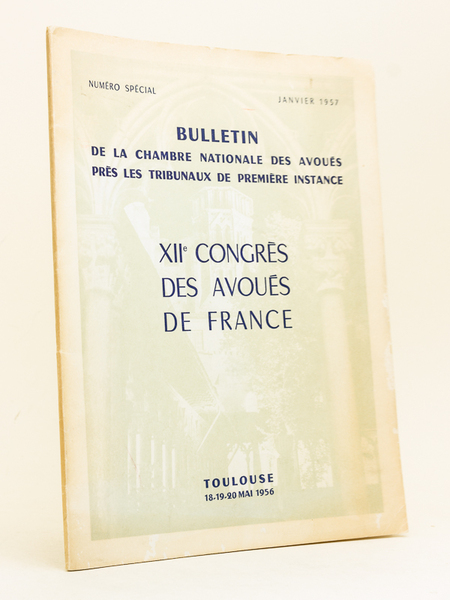 NUMÉRO SPÉCIAL
JANVIER 1957
BULLETIN
DE LA CHAMBRE NATIONALE DES AVOUÉS
PRÈS LES TRIBUNAUX DE PREMIÈRE INSTANCE
XIIe CONGRÈS
DES AVOUÉS
DE FRANCE
TOULOUSE
18-19-20 MAI 1956